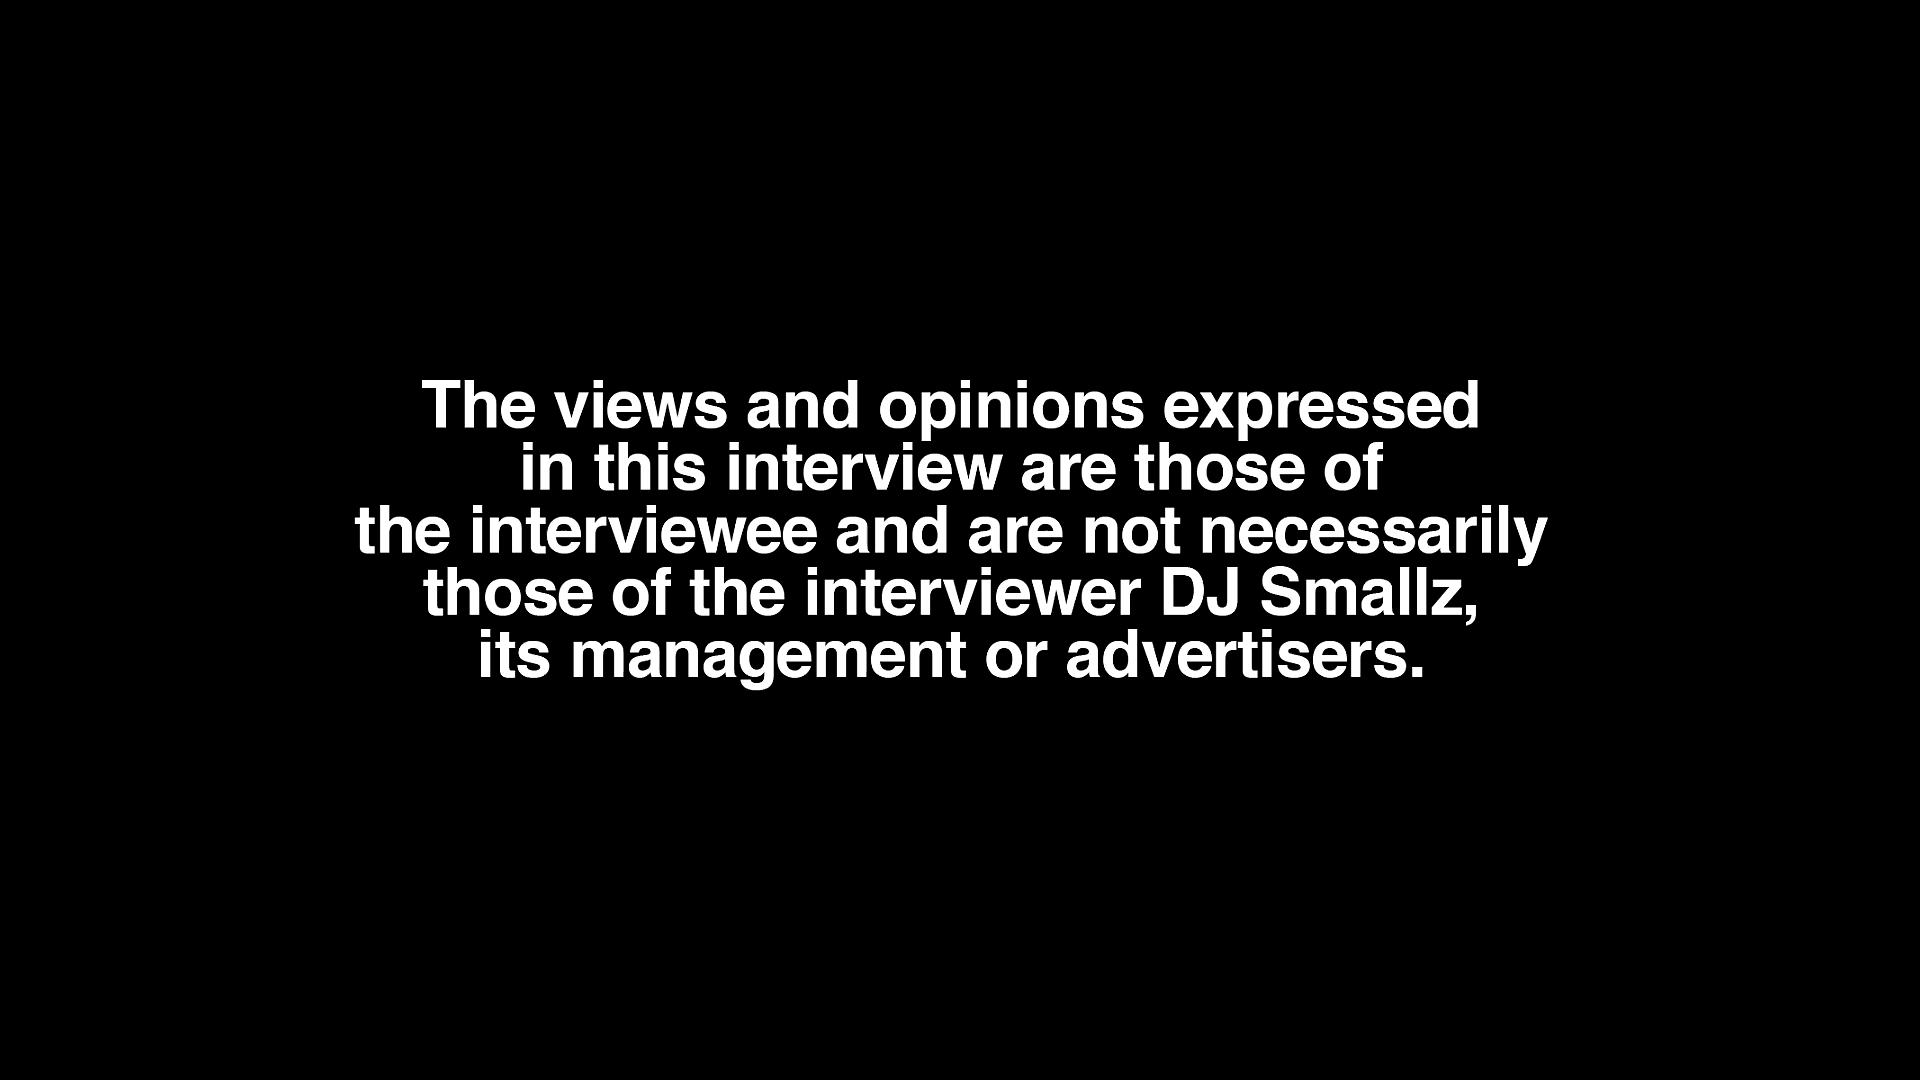 The views and opinions expressed
in this interview are those of
the interviewee and are not necessarily
those of the interviewer DJ Smallz,
its management or advertisers.